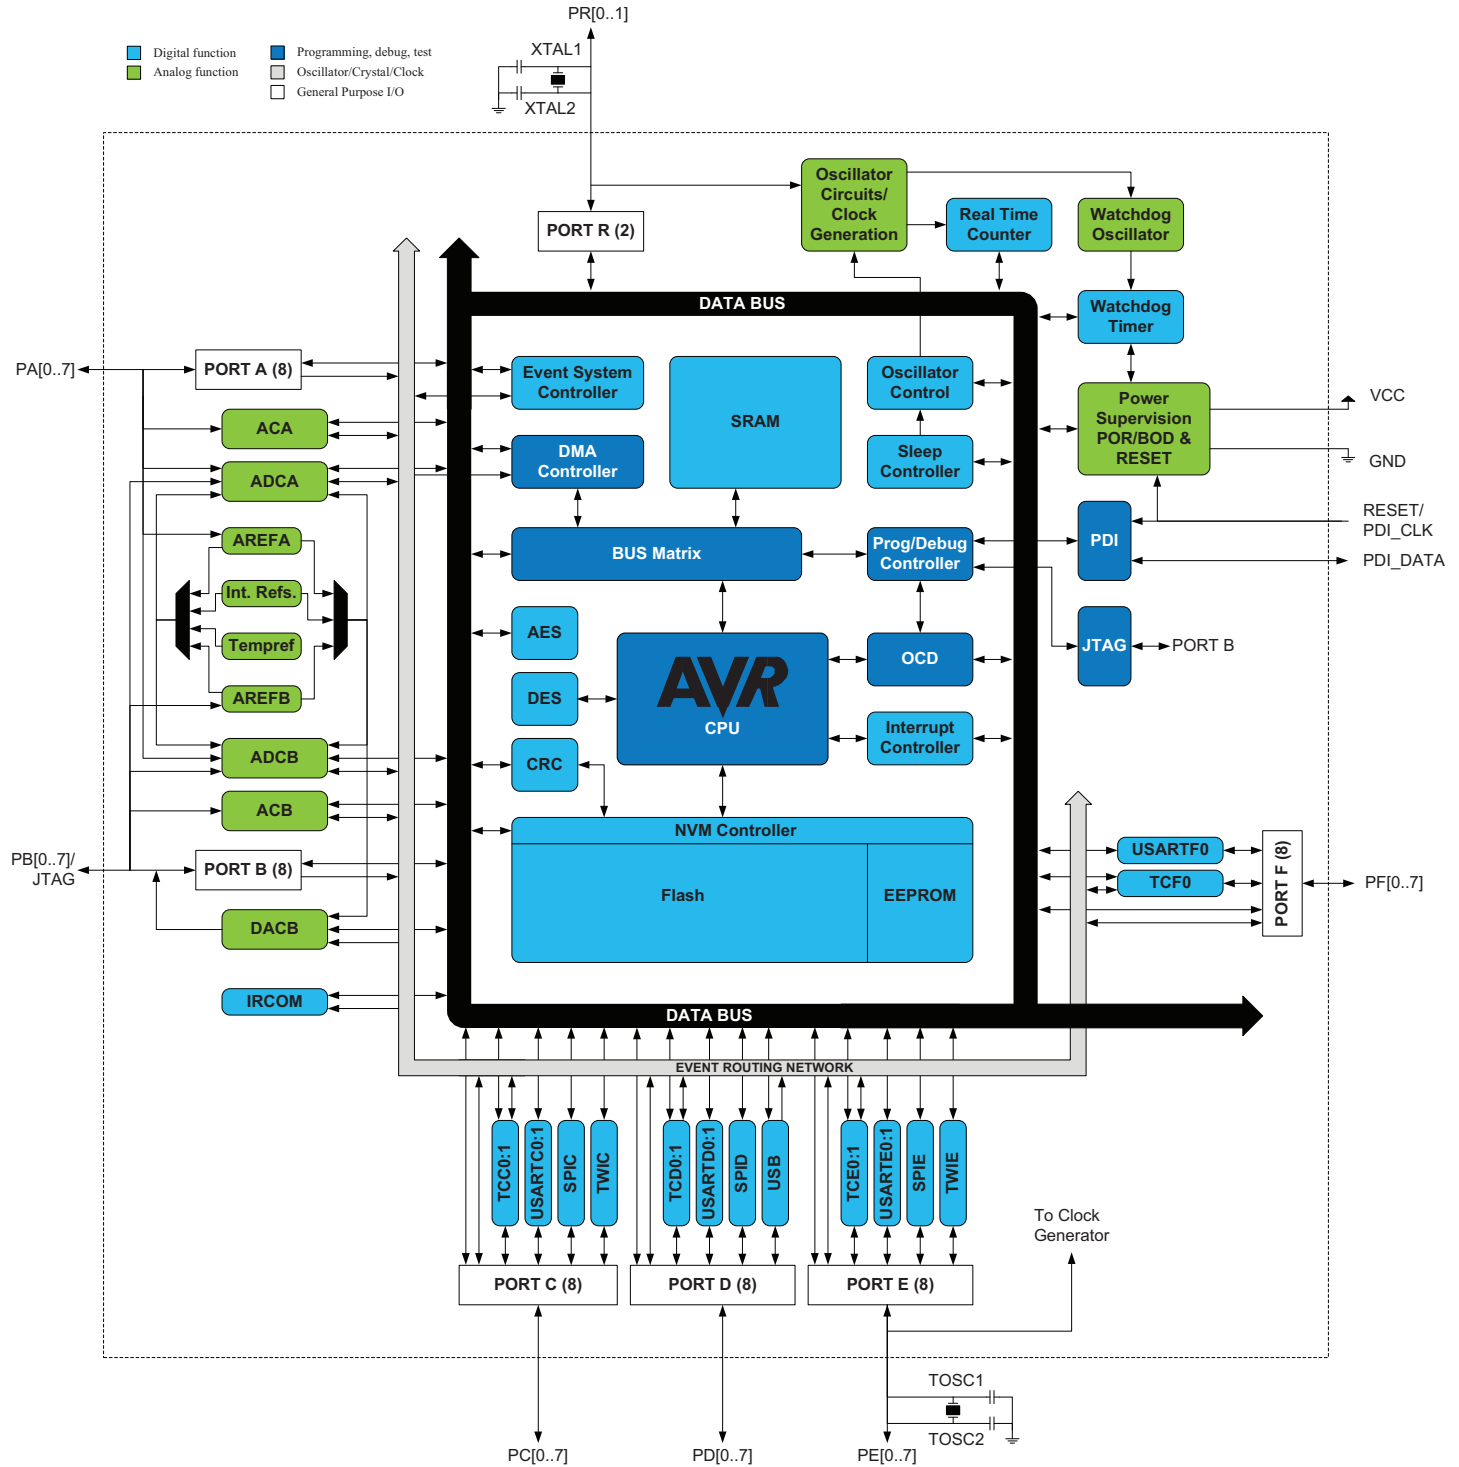 PR[0..1]
Digital function
Analog function
Programming, debug, test
Oscillator/Crystal/Clock
General Purpose I/O
XTAL1
XTAL2
Oscillator
Circuits/
Clock
Generation
Real Time
Counter
Watchdog
Oscillator
PORT R (2)
DATA BUS
Watchdog
Timer
PA[0..7]
PORT A (8)
Event System
Controller
SRAM
Oscillator
Control
Power
Supervision
POR/BOD &
RESET
VCC
GND
ACA
DMA
Controller
Sleep
Controller
ADCA
RESET/
PDI_CLK
AREFA
BUS Matrix
Prog/Debug
Controller
PDI
PDI_DATA
Int. Refs.
Tempref
AREFB
AES
DES
CRC
AVR
CPU
OCD
JTAG
PORT B
Interrupt
Controller
ADCB
ACB
NVM Controller
Flash
EEPROM
PB[0..7]/
JTAG
PORT B (8)
DACB
IRCOM
USARTF0
TCF0
PORT F (8)
PF[0..7]
DATA BUS
EVENT ROUTING NETWORK
TCC0:1
USARTC0:1
SPIC
TWIC
TCD0:1
USARTD0:1
SPID
USB
TCE0:1
USARTE0:1
SPIE
TWIE
To Clock
Generator
PORT C (8)
PORT D (8)
PORT E (8)
TOSC1
TOSC2
PC[0..7]
PD[0..7]
PE[0..7]